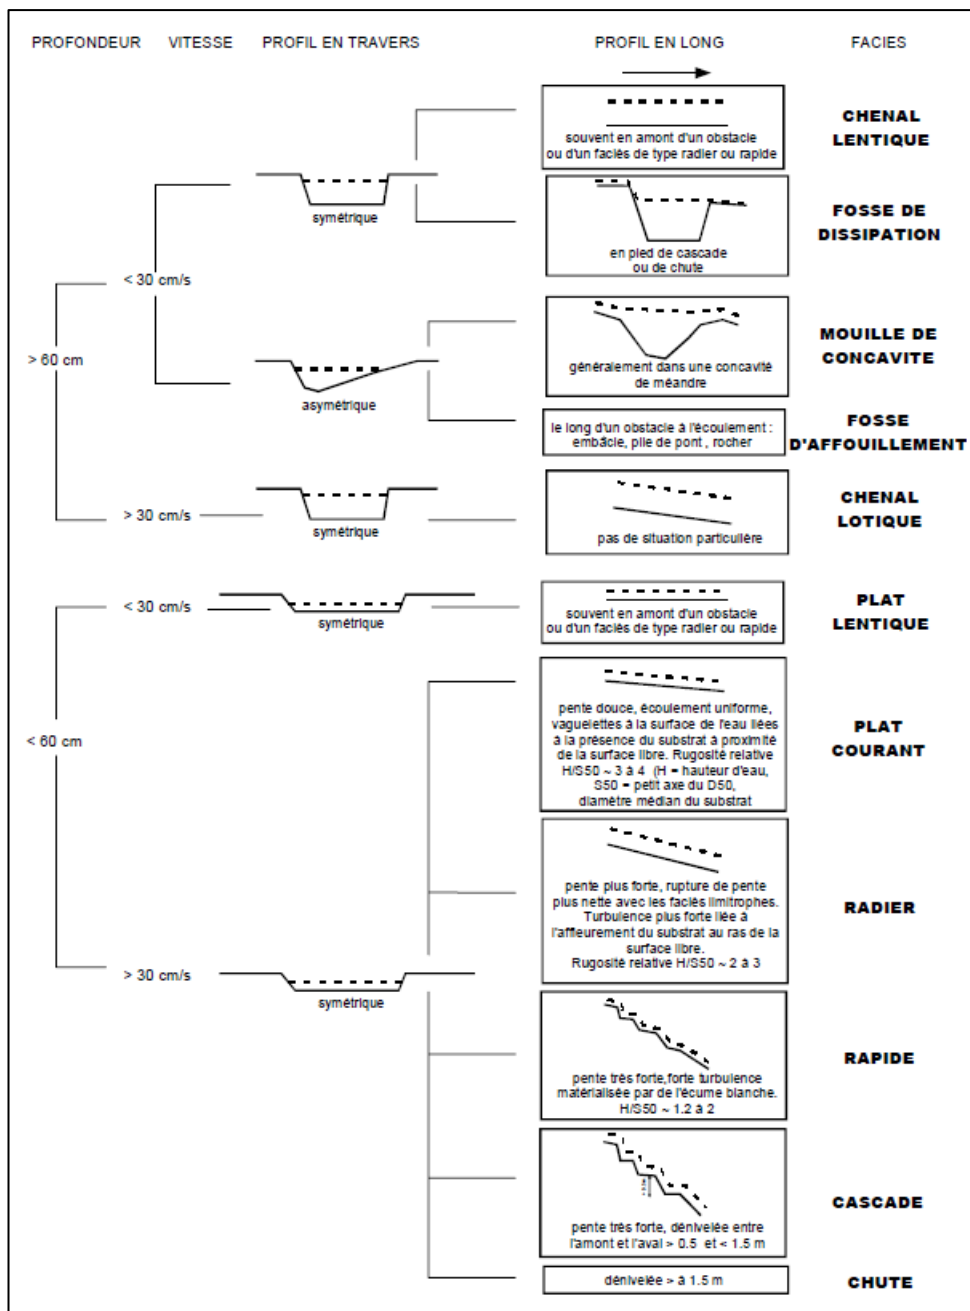 PROFONDEUR VITESSE PROFIL EN TRAVERS PROFIL EN LONG FACIES
souvent en amont d'un obstacle
ou d'un faciès de type radier ou rapide
CHENAL
LENTIQUE
symétrique
en pied de cascade
ou de chute
FOSSE DE
DISSIPATION
< 30 cm/s
> 60 cm
généralement dans une concavité
de méandre
MOUILLE DE
CONCAVITE
asymétrique
le long d'un obstacle à l'écoulement :
embâcle, pile de pont , rocher
FOSSE
D'AFFOUILLEMENT
> 30 cm/s
symétrique
pas de situation particulière
CHENAL
LOTIQUE
< 30 cm/s
symétrique
souvent en amont d'un obstacle
ou d'un faciès de type radier ou rapide
PLAT
LENTIQUE
< 60 cm
pente douce, écoulement uniforme,
vaguelettes à la surface de l'eau liées
à la présence du substrat à proximité
de la surface libre. Rugosité relative
H/S50 ~ 3 à 4 (H = hauteur d'eau,
S50 = petit axe du D50,
diamètre médian du substrat
PLAT
COURANT
pente plus forte, rupture de pente
plus nette avec les faciès limitrophes.
Turbulence plus forte liée à
l'affleurement du substrat au ras de la
surface libre.
Rugosité relative H/S50 ~ 2 à 3
RADIER
> 30 cm/s
symétrique
pente très forte,forte turbulence
matérialisée par de l'écume blanche.
H/S50 ~ 1.2 à 2
RAPIDE
pente très forte, dénivelée entre
l'amont et l'aval > 0.5 et < 1.5 m
CASCADE
dénivelée > à 1.5 m
CHUTE